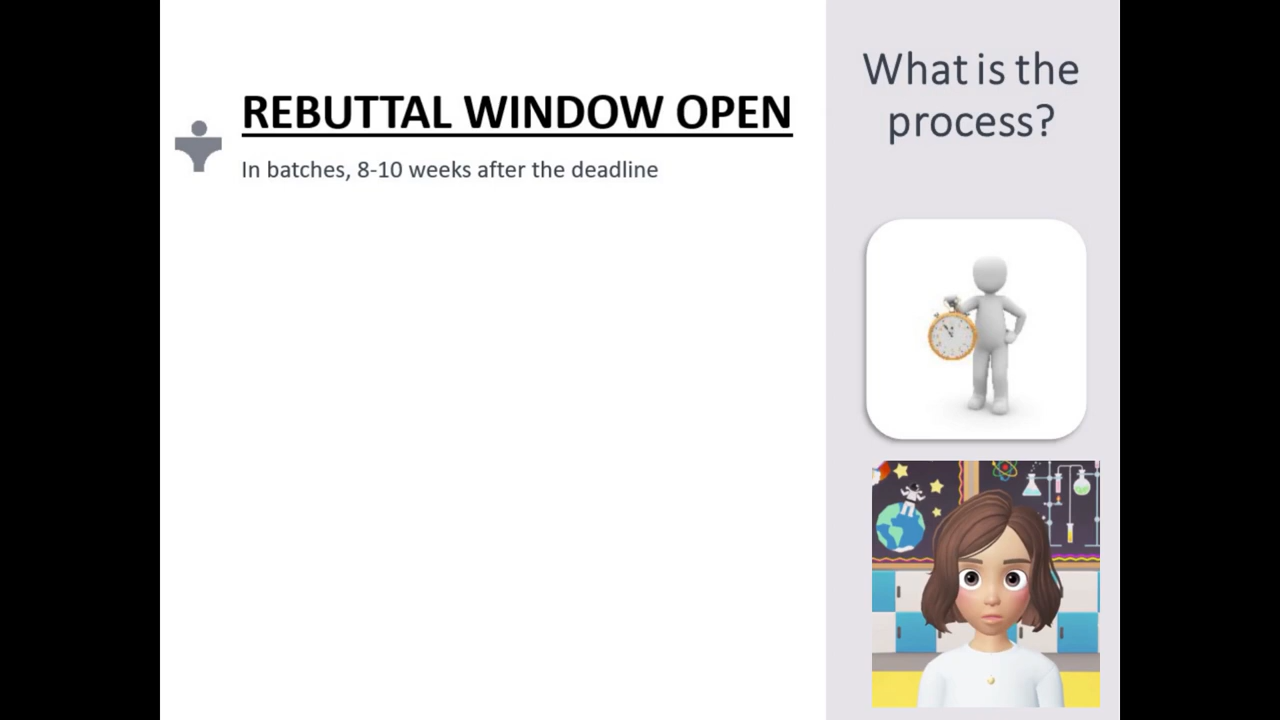 REBUTTAL WINDOW OPEN
In batches, 8-10 weeks after the deadline
What is the
process?